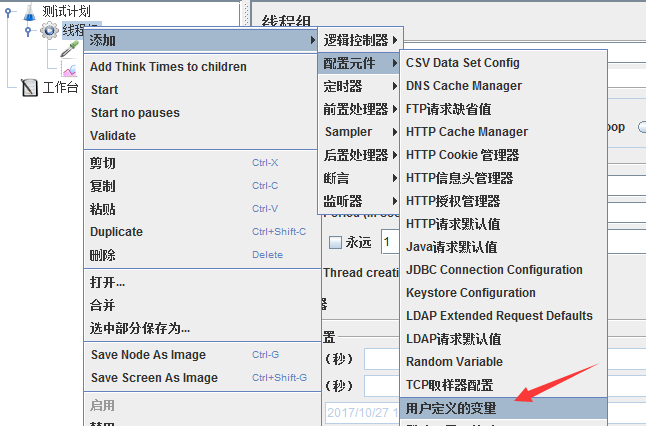 测试计划
线程组
线程组
工作台
添加
Add Think Times to children
Start
Start no pauses
Validate
剪切 Ctrl-X
复制 Ctrl-C
粘贴 Ctrl-V
Duplicate Ctrl+Shift-C
删除 Delete
打开...
合并
选中部分保存为...
Save Node As Image Ctrl-G
Save Screen As Image Ctrl+Shift-G
启用
逻辑控制器
配置元件
定时器
前置处理器
Sampler
后置处理器
断言
监听器
CSV Data Set Config
DNS Cache Manager
FTP请求缺省值
HTTP Cache Manager
HTTP Cookie 管理器
HTTP信息头管理器
HTTP授权管理器
HTTP请求默认值
Java请求默认值
JDBC Connection Configuration
Keystore Configuration
LDAP Extended Request Defaults
LDAP请求默认值
Random Variable
TCP取样器配置
用户定义的变量
oop
永远 1
Thread creati
器
置
（秒）
（秒）
2017/10/27 1